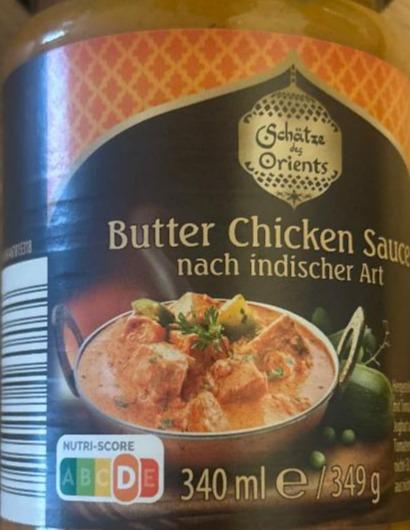 Schätze
des
Orients
Butter Chicken Sauce
nach indischer Art
NUTRI-SCORE
A B C D E
340 ml e / 349 g